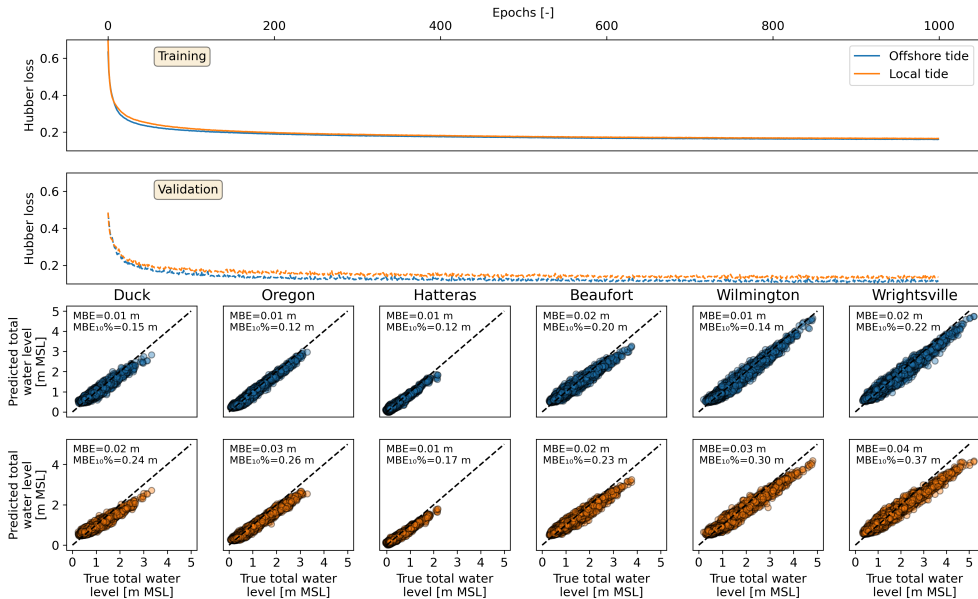 Epochs [-]
0 200 400 600 800 1000
Hubber loss
0.6
0.4
0.2
Training
Offshore tide
Local tide
Hubber loss
0.6
0.4
0.2
Validation
Duck Oregon Hatteras Beaufort Wilmington Wrightsville
Predicted total
water level
[m MSL]
5
4
3
2
1
0
MBE=0.01 m
MBE₁₀%=0.15 m
MBE=0.01 m
MBE₁₀%=0.12 m
MBE=0.01 m
MBE₁₀%=0.12 m
MBE=0.02 m
MBE₁₀%=0.20 m
MBE=0.01 m
MBE₁₀%=0.14 m
MBE=0.02 m
MBE₁₀%=0.22 m
Predicted total
water level
[m MSL]
4
2
0
MBE=0.02 m
MBE₁₀%=0.24 m
MBE=0.03 m
MBE₁₀%=0.26 m
MBE=0.01 m
MBE₁₀%=0.17 m
MBE=0.02 m
MBE₁₀%=0.23 m
MBE=0.03 m
MBE₁₀%=0.30 m
MBE=0.04 m
MBE₁₀%=0.37 m
0 1 2 3 4 5
True total water
level [m MSL]
0 1 2 3 4 5
True total water
level [m MSL]
0 1 2 3 4 5
True total water
level [m MSL]
0 1 2 3 4 5
True total water
level [m MSL]
0 1 2 3 4 5
True total water
level [m MSL]
0 1 2 3 4 5
True total water
level [m MSL]